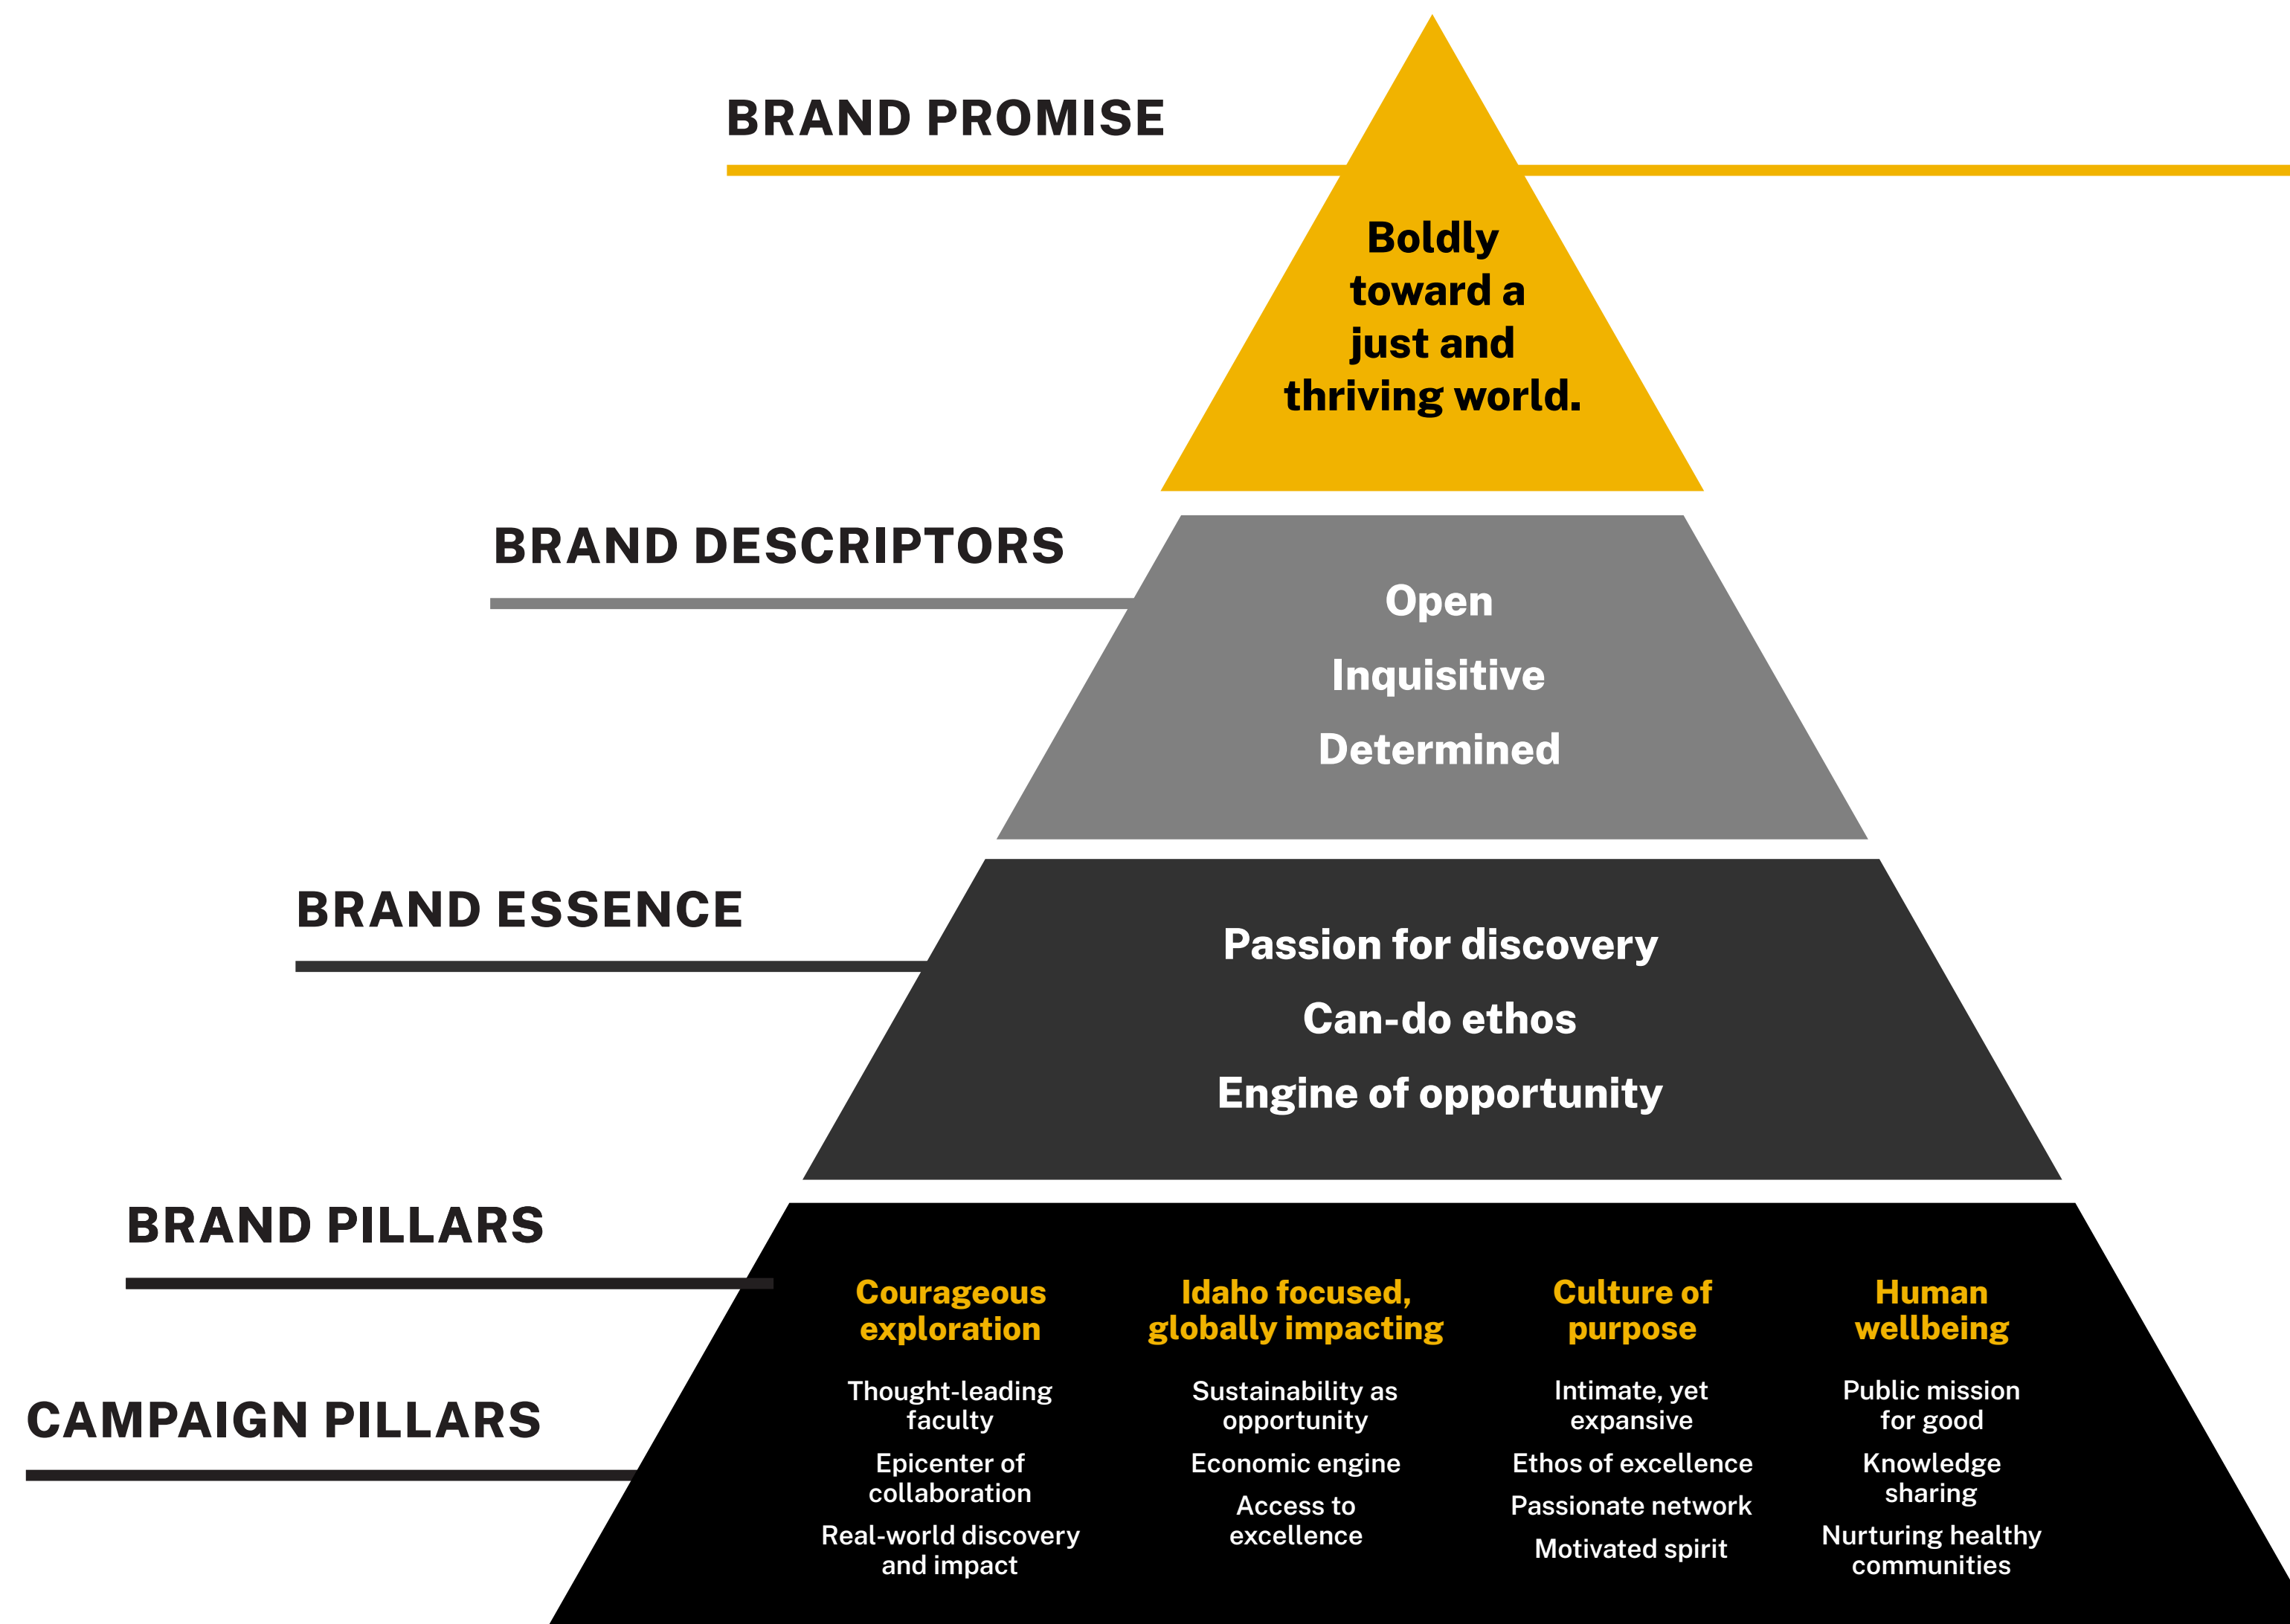 BRAND PROMISE
Boldly
toward a
just and
thriving world.
BRAND DESCRIPTORS
Open
Inquisitive
Determined
BRAND ESSENCE
Passion for discovery
Can-do ethos
Engine of opportunity
BRAND PILLARS
Courageous
exploration
Idaho focused,
globally impacting
Culture of
purpose
Human
wellbeing
CAMPAIGN PILLARS
Thought-leading
faculty
Epicenter of
collaboration
Real-world discovery
and impact
Sustainability as
opportunity
Economic engine
Access to
excellence
Intimate, yet
expansive
Ethos of excellence
Passionate network
Motivated spirit
Public mission
for good
Knowledge
sharing
Nurturing healthy
communities